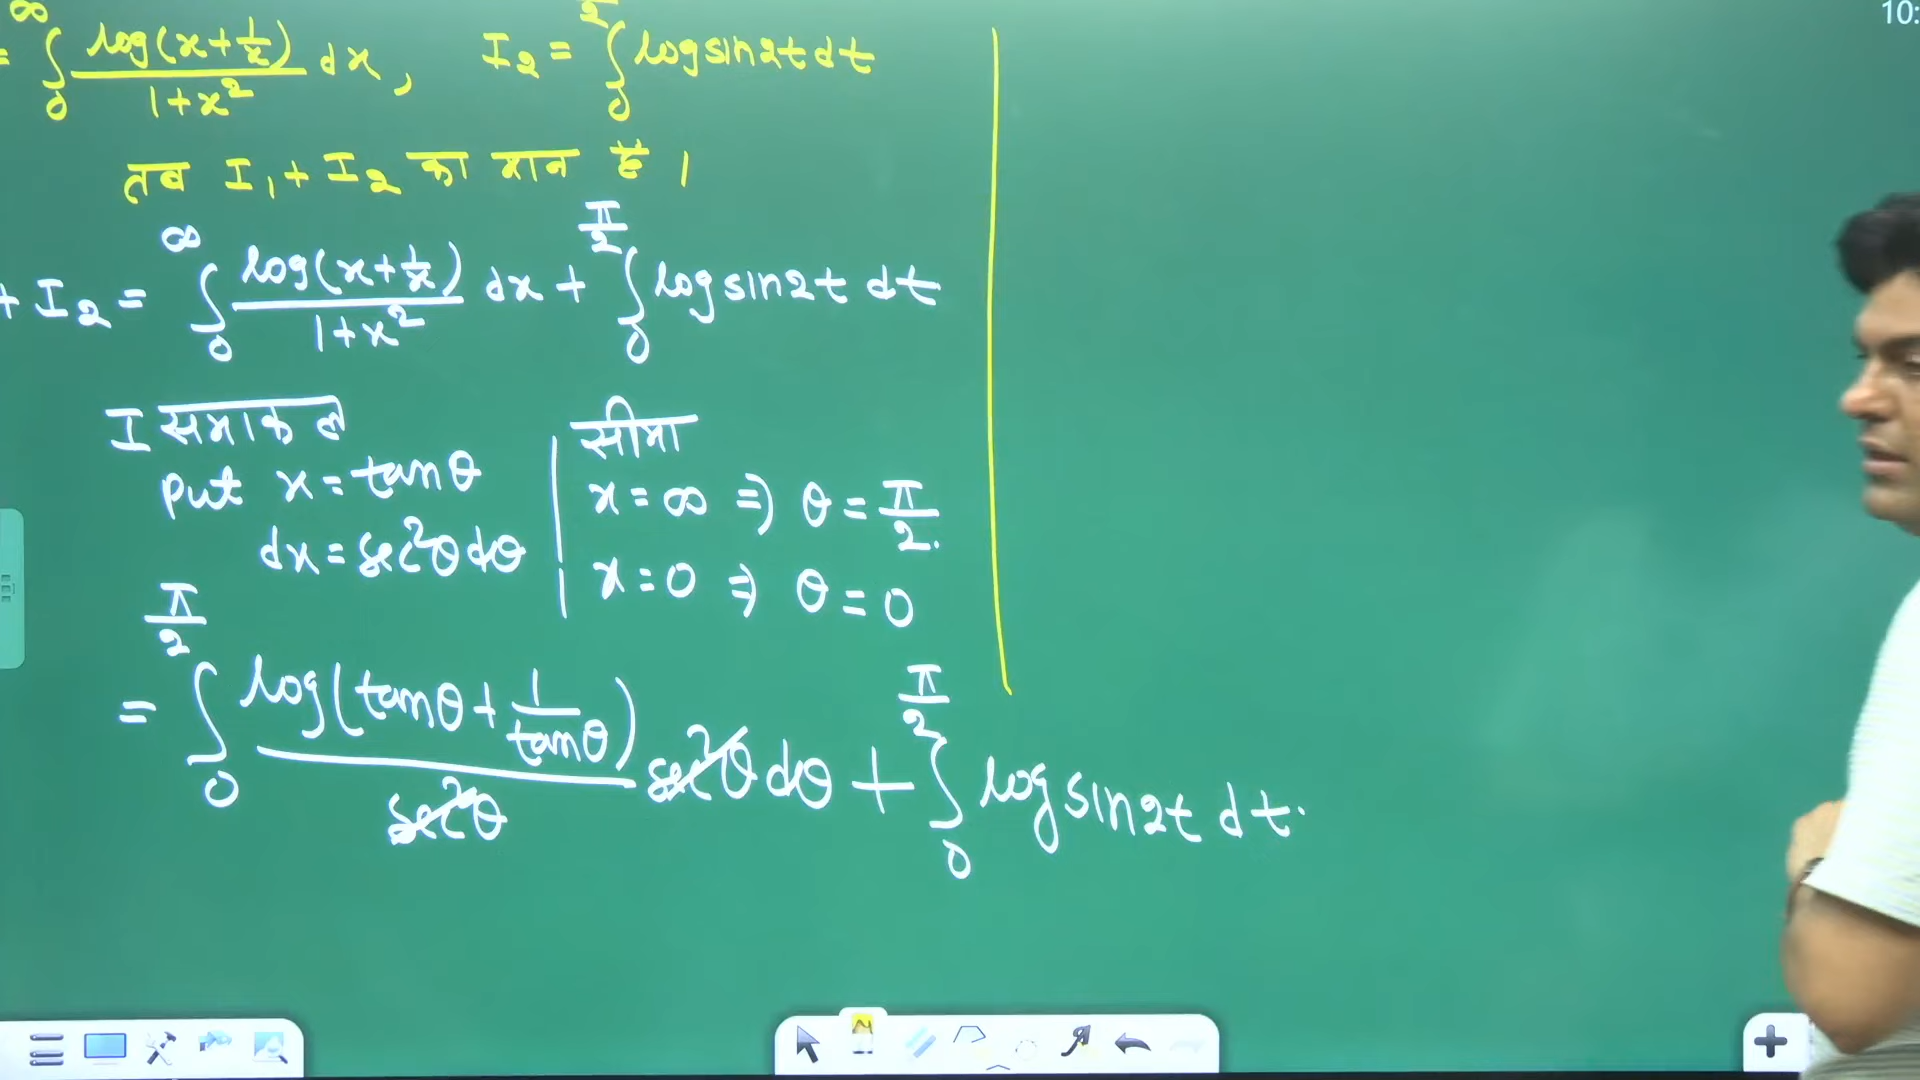 10:
= ∫₀^∞ log(x+1/x)/(1+x²) dx, I₂ = ∫₀ log sin2t dt
तब I₁+I₂ का मान है।
+ I₂ = ∫₀^∞ log(x+1/x)/(1+x²) dx + ∫₀^(π/2) log sin2t dt
I समाकलन
put x = tanθ
dx = sec²θ dθ
सीमा
x = ∞ ⇒ θ = π/2.
x = 0 ⇒ θ = 0
= ∫₀^(π/2) log(tanθ + 1/tanθ)/sec²θ sec²θ dθ + ∫₀^(π/2) log sin2t dt.